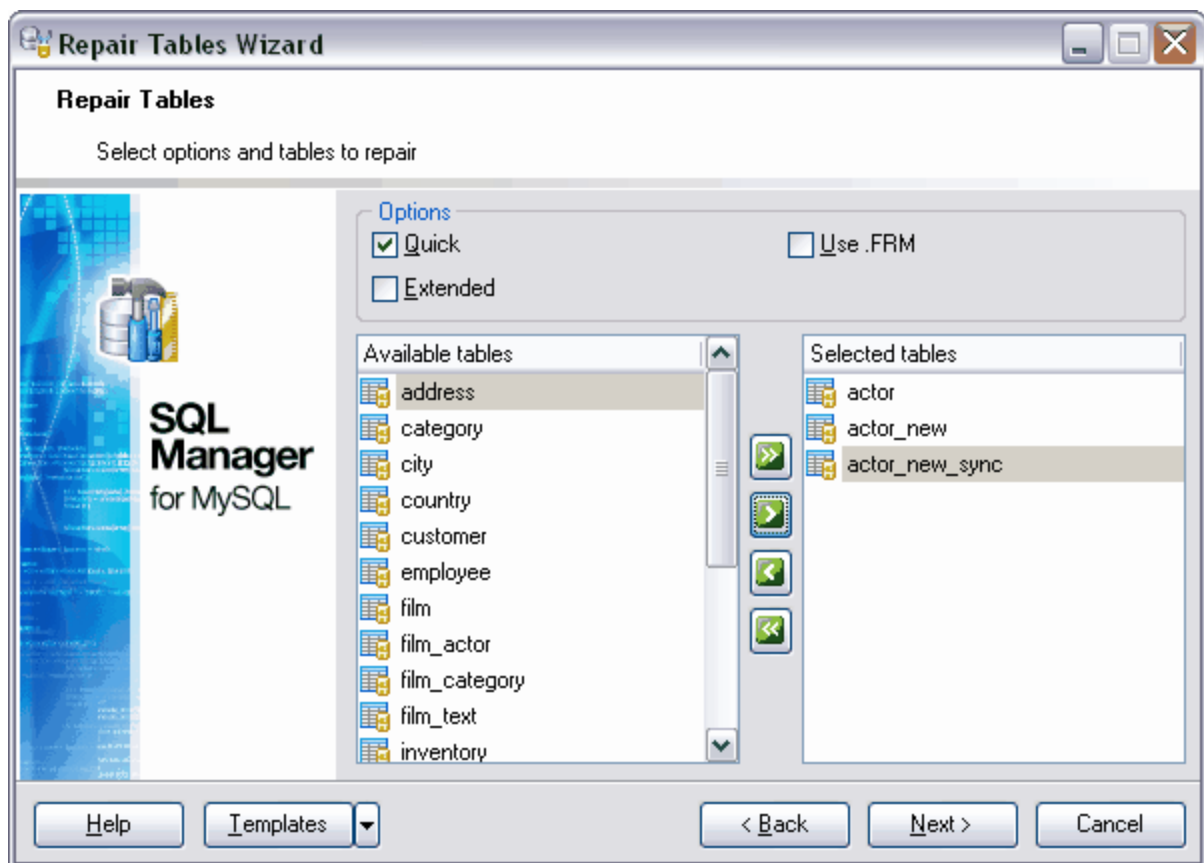 Repair Tables Wizard
Repair Tables
Select options and tables to repair
SQL
Manager
for MySQL
Options
Quick
Use .FRM
Extended
Available tables
address
category
city
country
customer
employee
film
film_actor
film_category
film_text
inventory
Selected tables
actor
actor_new
actor_new_sync
Help
Templates
< Back
Next >
Cancel